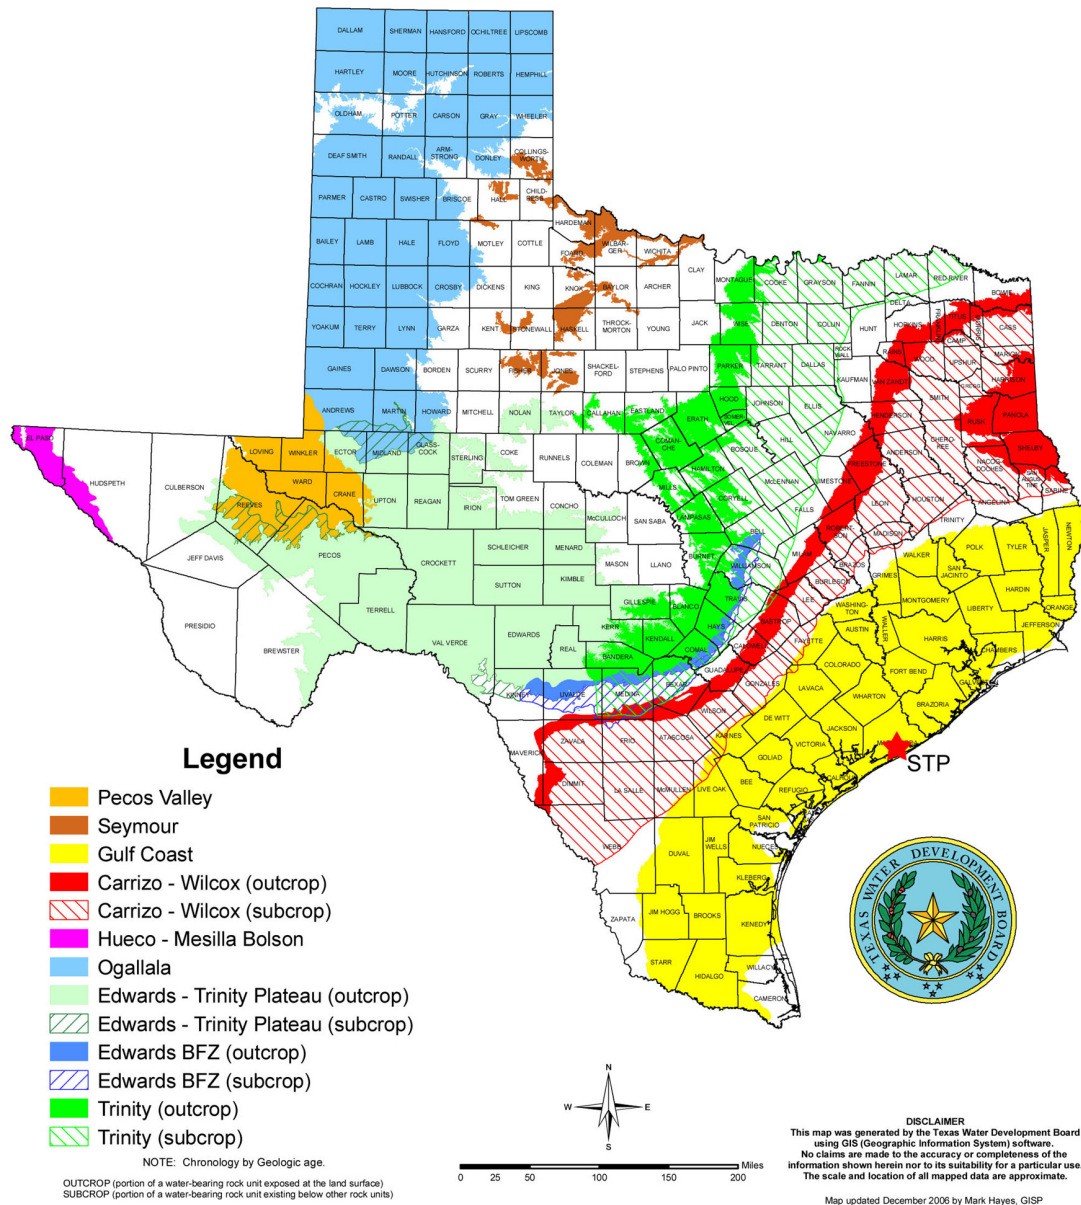 DALLAM SHERMAN HANSFORD OCHILTREE LIPSCOMB
HARTLEY MOORE HUTCHINSON ROBERTS HEMPHILL
OLDHAM POTTER CARSON GRAY WHEELER
DEAF SMITH RANDALL ARM-
STRONG DONLEY COLLINGS-
WORTH
PARMER CASTRO SWISHER BRISCOE HALL CHILD-
RESS
HARDEMAN
BAILEY LAMB HALE FLOYD MOTLEY COTTLE FOARD WILBAR-
GER WICHITA CLAY MONTAGUE COOKE GRAYSON FANNIN LAMAR RED RIVER BOWIE
COCHRAN HOCKLEY LUBBOCK CROSBY DICKENS KING KNOX BAYLOR ARCHER DELTA
YOAKUM TERRY LYNN GARZA KENT STONEWALL HASKELL THROCK-
MORTON YOUNG JACK WISE DENTON COLLIN HUNT HOPKINS FRANKLIN TITUS MORRIS CASS
ROCK
WALL RAINS WOOD CAMP UPSHUR MARION
GAINES DAWSON BORDEN SCURRY FISHER JONES SHACKEL-
FORD STEPHENS PALO PINTO PARKER TARRANT DALLAS KAUFMAN VAN ZANDT SMITH GREGG HARRISON
ANDREWS MARTIN HOWARD MITCHELL NOLAN TAYLOR CALLAHAN EASTLAND ERATH HOOD SOMER-
VELL JOHNSON ELLIS HENDERSON RUSK PANOLA
EL PASO HUDSPETH CULBERSON LOVING WINKLER ECTOR MIDLAND GLASS-
COCK STERLING COKE RUNNELS COLEMAN BROWN COMAN-
CHE BOSQUE HILL NAVARRO ANDERSON CHERO-
KEE SHELBY
REEVES WARD CRANE UPTON REAGAN IRION TOM GREEN CONCHO McCULLOCH SAN SABA MILLS HAMILTON McLENNAN LIMESTONE FREESTONE NACOG-
DOCHES SAN
AUGUS-
TINE SABINE
JEFF DAVIS PECOS CROCKETT SCHLEICHER MENARD MASON LLANO LAMPASAS CORYELL BELL FALLS ROBERT-
SON LEON HOUSTON ANGELINA TRINITY
PRESIDIO BREWSTER TERRELL VAL VERDE SUTTON KIMBLE GILLESPIE BURNET WILLIAMSON MILAM BRAZOS MADISON WALKER POLK TYLER JASPER NEWTON
EDWARDS REAL KERR BANDERA KENDALL BLANCO HAYS TRAVIS LEE BURLESON GRIMES SAN
JACINTO HARDIN
KINNEY UVALDE MEDINA BEXAR COMAL CALDWELL BASTROP FAYETTE WASHING-
TON MONTGOMERY LIBERTY ORANGE
GUADALUPE GONZALES AUSTIN WALLER HARRIS CHAMBERS JEFFERSON
MAVERICK ZAVALA FRIO ATASCOSA WILSON KARNES DE WITT LAVACA COLORADO WHARTON FORT BEND BRAZORIA
DIMMIT LA SALLE McMULLEN LIVE OAK BEE GOLIAD VICTORIA JACKSON
WEBB DUVAL JIM
WELLS SAN
PATRICIO REFUGIO
NUECES
KLEBERG
ZAPATA JIM HOGG BROOKS KENEDY
STARR HIDALGO WILLACY
CAMERON
STP
Legend
Pecos Valley
Seymour
Gulf Coast
Carrizo - Wilcox (outcrop)
Carrizo - Wilcox (subcrop)
Hueco - Mesilla Bolson
Ogallala
Edwards - Trinity Plateau (outcrop)
Edwards - Trinity Plateau (subcrop)
Edwards BFZ (outcrop)
Edwards BFZ (subcrop)
Trinity (outcrop)
Trinity (subcrop)
NOTE: Chronology by Geologic age.
OUTCROP (portion of a water-bearing rock unit exposed at the land surface)
SUBCROP (portion of a water-bearing rock unit existing below other rock units)
TEXAS WATER DEVELOPMENT BOARD
N
W E
S
Miles
0 25 50 100 150 200
DISCLAIMER
This map was generated by the Texas Water Development Board
using GIS (Geographic Information System) software.
No claims are made to the accuracy or completeness of the
information shown herein nor to its suitability for a particular use.
The scale and location of all mapped data are approximate.
Map updated December 2006 by Mark Hayes, GISP